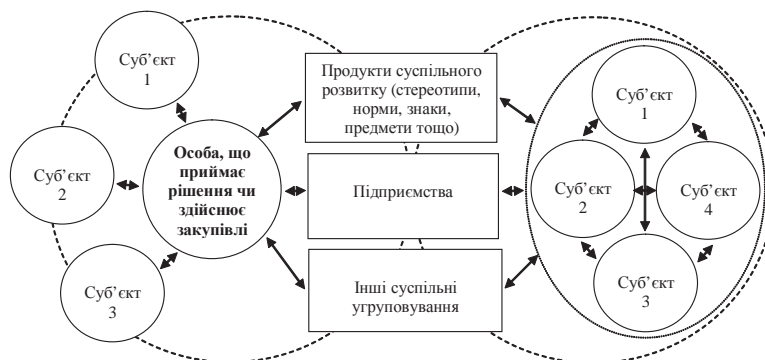 Суб’єкт
1
Суб’єкт
2
Суб’єкт
3
Особа, що
приймає
рішення чи
здійснює
закупівлі
Продукти суспільного
розвитку (стереотипи,
норми, знаки,
предмети тощо)
Підприємства
Інші суспільні
угруповування
Суб’єкт
1
Суб’єкт
2
Суб’єкт
4
Суб’єкт
3